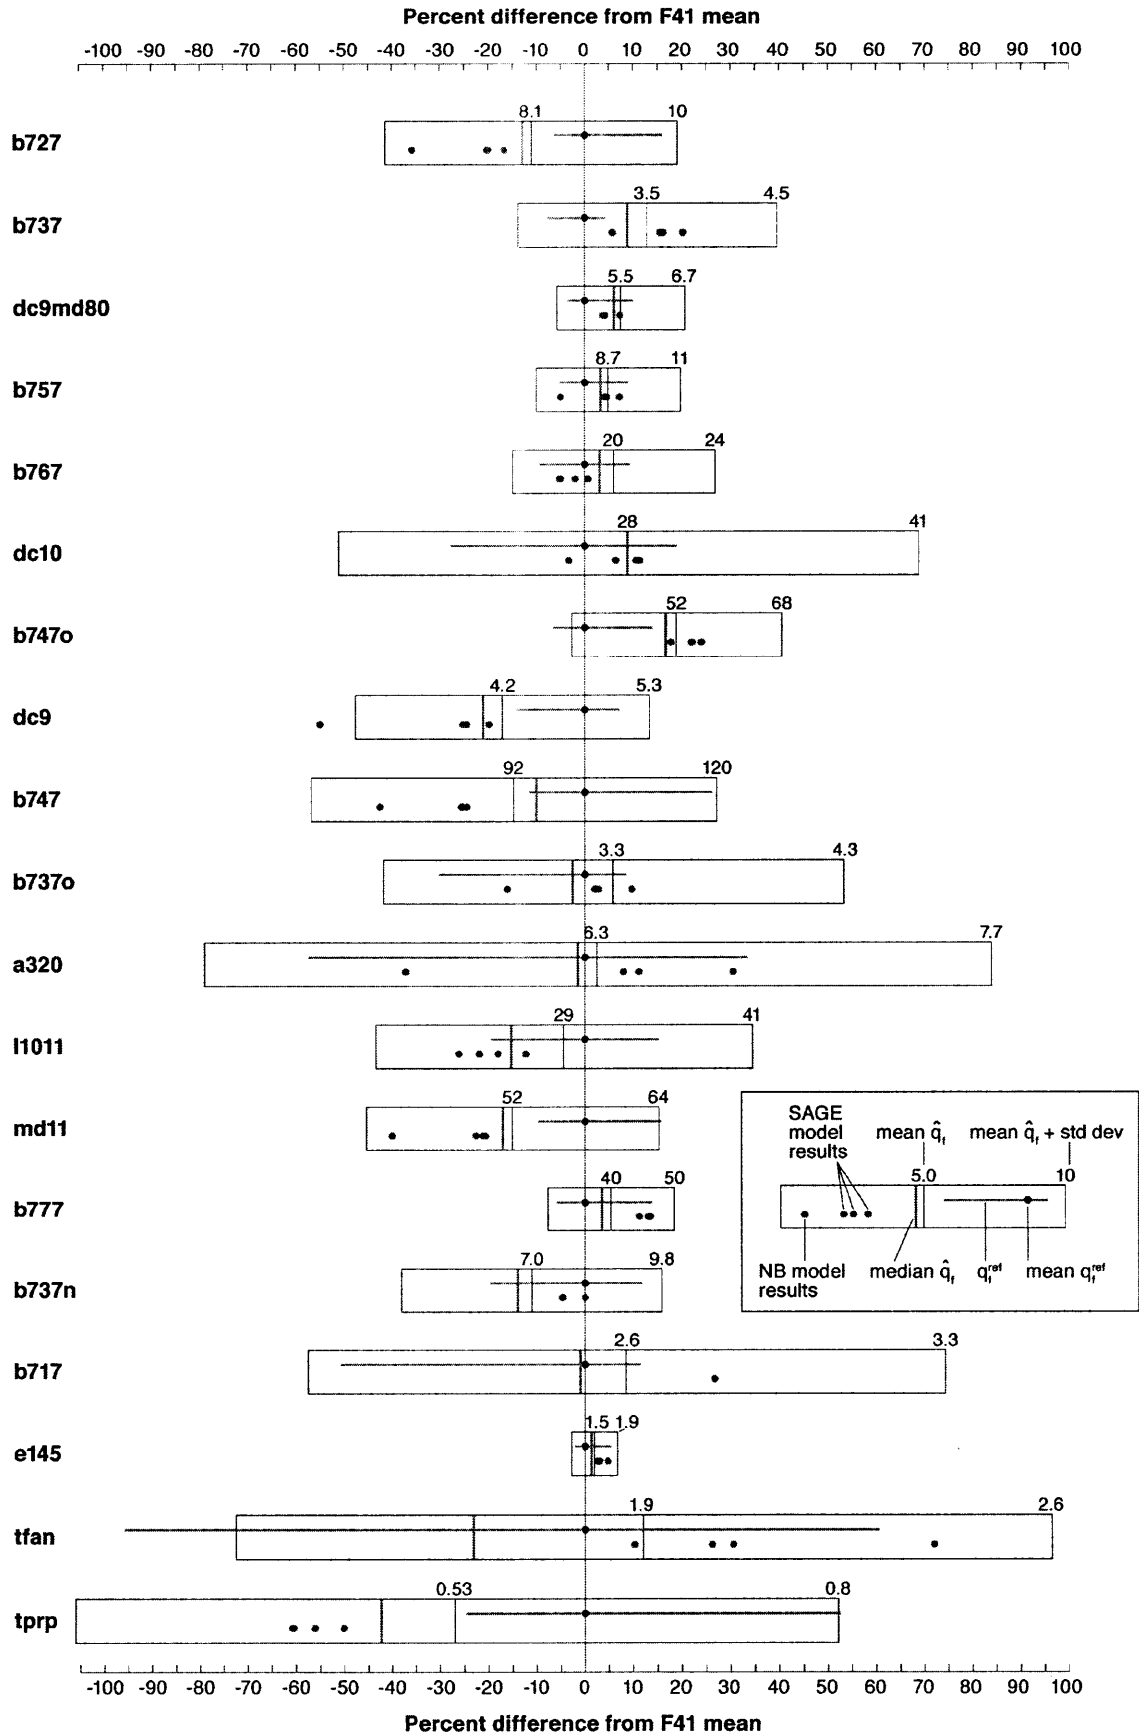 Percent difference from F41 mean
-100 -90 -80 -70 -60 -50 -40 -30 -20 -10 0 10 20 30 40 50 60 70 80 90 100
8.1 10
b727
3.5 4.5
b737
5.5 6.7
dc9md80
8.7 11
b757
20 24
b767
28 41
dc10
52 68
b747o
4.2 5.3
dc9
92 120
b747
3.3 4.3
b737o
6.3 7.7
a320
29 41
l1011
52 64
md11
40 50
b777
7.0 9.8
b737n
2.6 3.3
b717
1.5 1.9
e145
1.9 2.6
tfan
0.53 0.8
tprp
SAGE
model
results
mean q̂f
mean q̂f + std dev
5.0 10
NB model
results
median q̂f
qf^ref
mean qf^ref
-100 -90 -80 -70 -60 -50 -40 -30 -20 -10 0 10 20 30 40 50 60 70 80 90 100
Percent difference from F41 mean